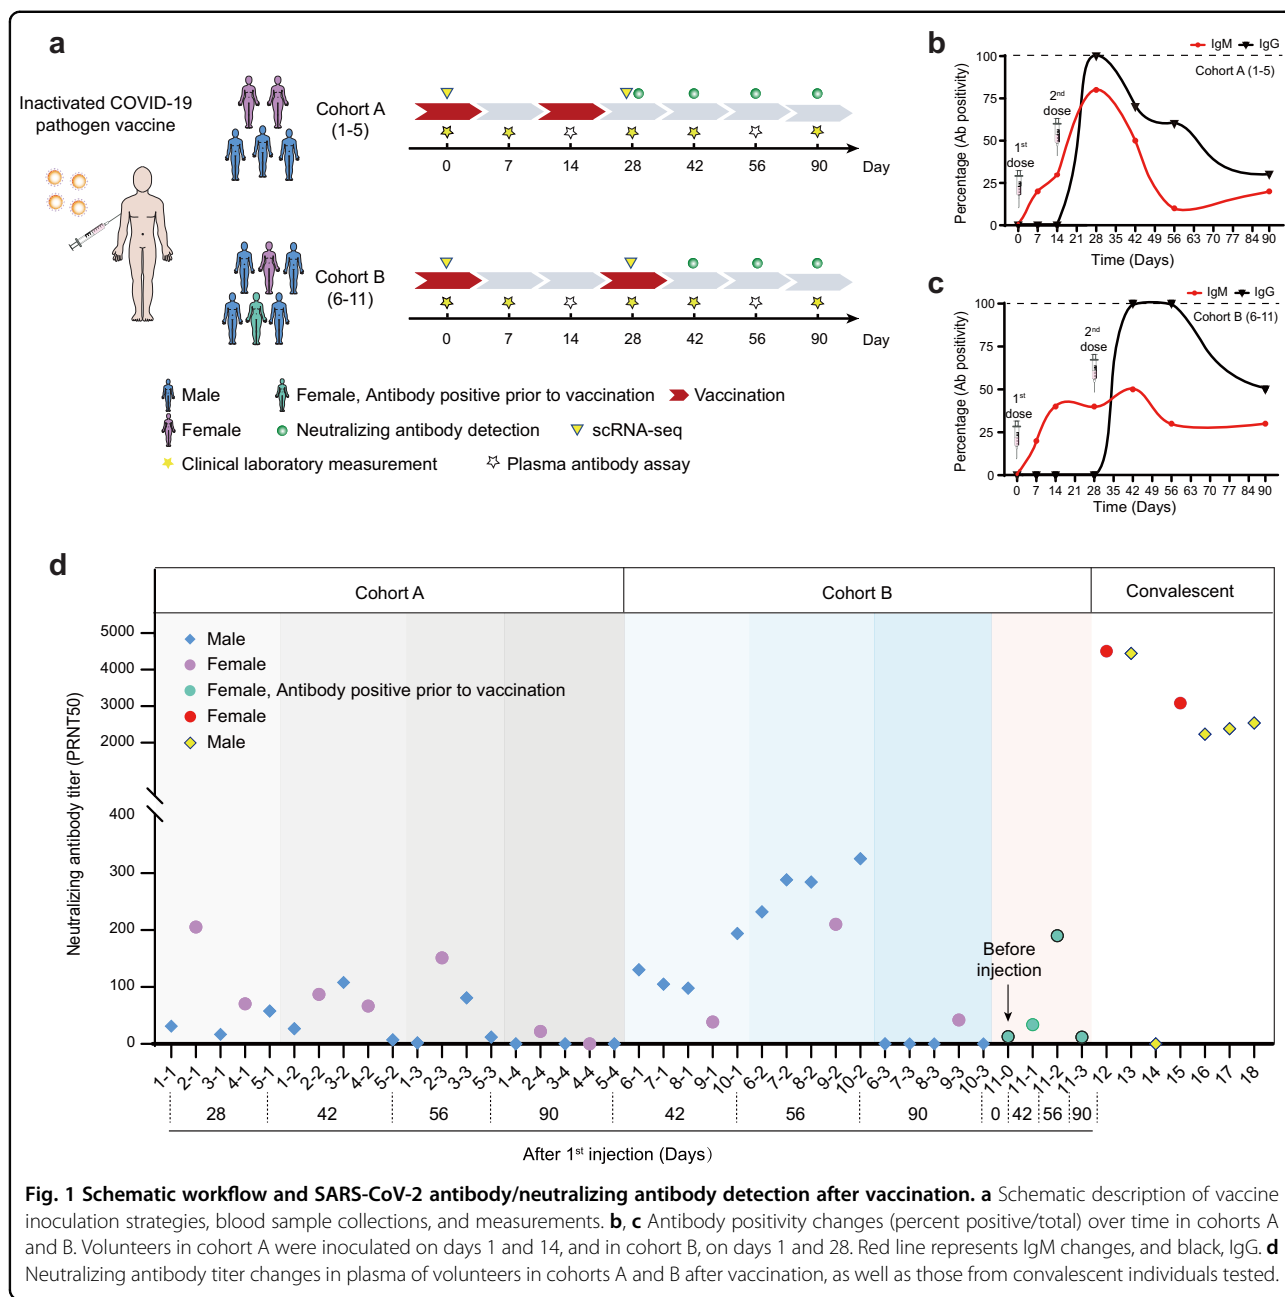 a
Inactivated COVID-19
pathogen vaccine
Cohort A
(1-5)
0 7 14 28 42 56 90 Day
Cohort B
(6-11)
0 7 14 28 42 56 90 Day
Male
Female, Antibody positive prior to vaccination
Vaccination
Female
Neutralizing antibody detection
scRNA-seq
Clinical laboratory measurement
Plasma antibody assay
b
IgM IgG
Cohort A (1-5)
Percentage (Ab positivity)
100
75
50
25
0
1st
dose
2nd
dose
0 7 14 21 28 35 42 49 56 63 70 77 84 90
Time (Days)
c
IgM IgG
Cohort B (6-11)
Percentage (Ab positivity)
100
75
50
25
0
1st
dose
2nd
dose
0 7 14 21 28 35 42 49 56 63 70 77 84 90
Time (Days)
d
Cohort A Cohort B Convalescent
Neutralizing antibody titer (PRNT50)
5000
4000
3000
2000
400
300
200
100
0
Male
Female
Female, Antibody positive prior to vaccination
Female
Male
Before
injection
1-1 2-1 3-1 4-1 5-1 1-2 2-2 3-2 4-2 5-2 1-3 2-3 3-3 5-3 1-4 2-4 3-4 4-4 5-4 6-1 7-1 8-1 9-1 10-1 6-2 7-2 8-2 9-2 10-2 6-3 7-3 8-3 9-3 10-3 11-0 11-1 11-2 11-3 12 13 14 15 16 17 18
28 42 56 90 42 56 90 0 42 56 90
After 1st injection (Days)
Fig. 1 Schematic workflow and SARS-CoV-2 antibody/neutralizing antibody detection after vaccination. a Schematic description of vaccine
inoculation strategies, blood sample collections, and measurements. b, c Antibody positivity changes (percent positive/total) over time in cohorts A
and B. Volunteers in cohort A were inoculated on days 1 and 14, and in cohort B, on days 1 and 28. Red line represents IgM changes, and black, IgG. d
Neutralizing antibody titer changes in plasma of volunteers in cohorts A and B after vaccination, as well as those from convalescent individuals tested.